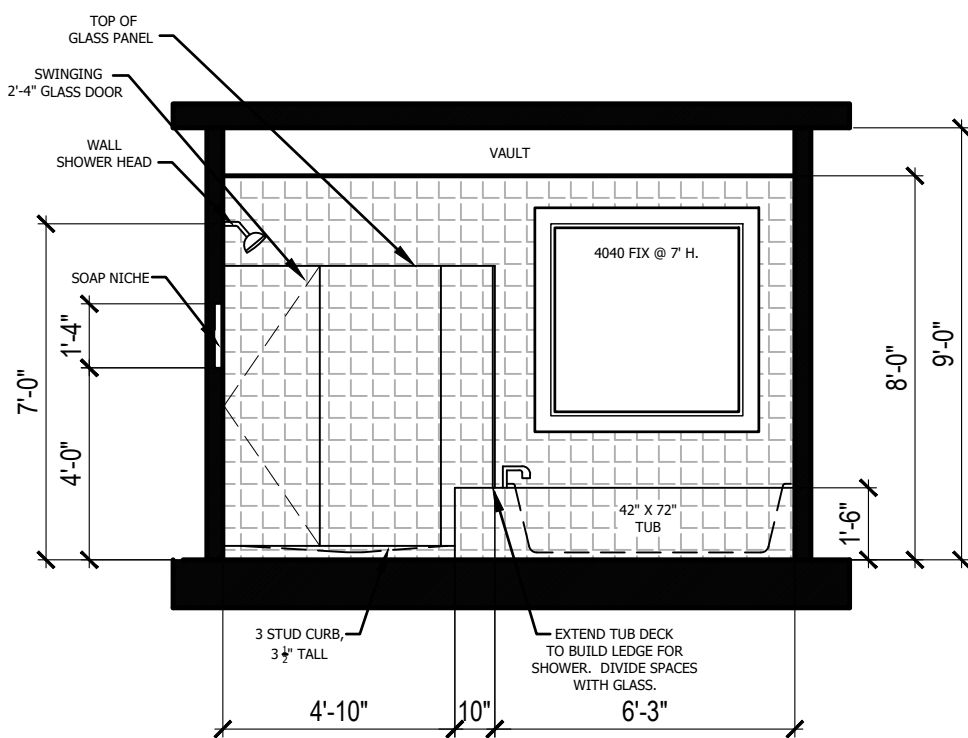 TOP OF
GLASS PANEL
SWINGING
2'-4" GLASS DOOR
WALL
SHOWER HEAD
VAULT
SOAP NICHE
4040 FIX @ 7' H.
1'-4"
7'-0"
4'-0"
8'-0"
9'-0"
1'-6"
42" X 72"
TUB
3 STUD CURB,
3 1/2" TALL
EXTEND TUB DECK
TO BUILD LEDGE FOR
SHOWER. DIVIDE SPACES
WITH GLASS.
4'-10"
10"
6'-3"